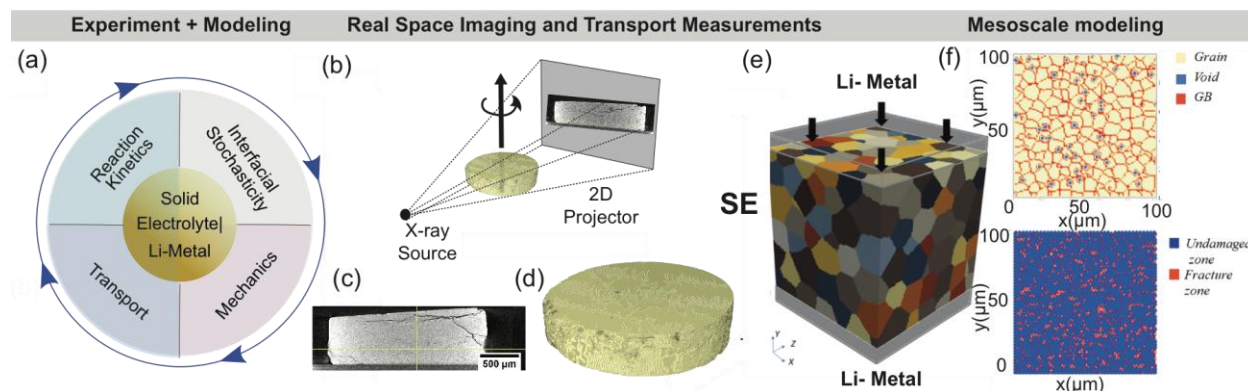 Experiment + Modeling
Real Space Imaging and Transport Measurements
Mesoscale modeling
(a)
Reaction
Kinetics
Interfacial
Stochasticity
Solid
Electrolyte|
Li-Metal
Transport
Mechanics
(b)
X-ray
Source
2D
Projector
(c)
500 µm
(d)
(e)
Li- Metal
SE
Y
Z
X
Li- Metal
(f)
100
y(µm)
50
0
0
50
100
x(µm)
Grain
Void
GB
100
y(µm)
50
0
x(µm)
Undamaged
zone
Fracture
zone